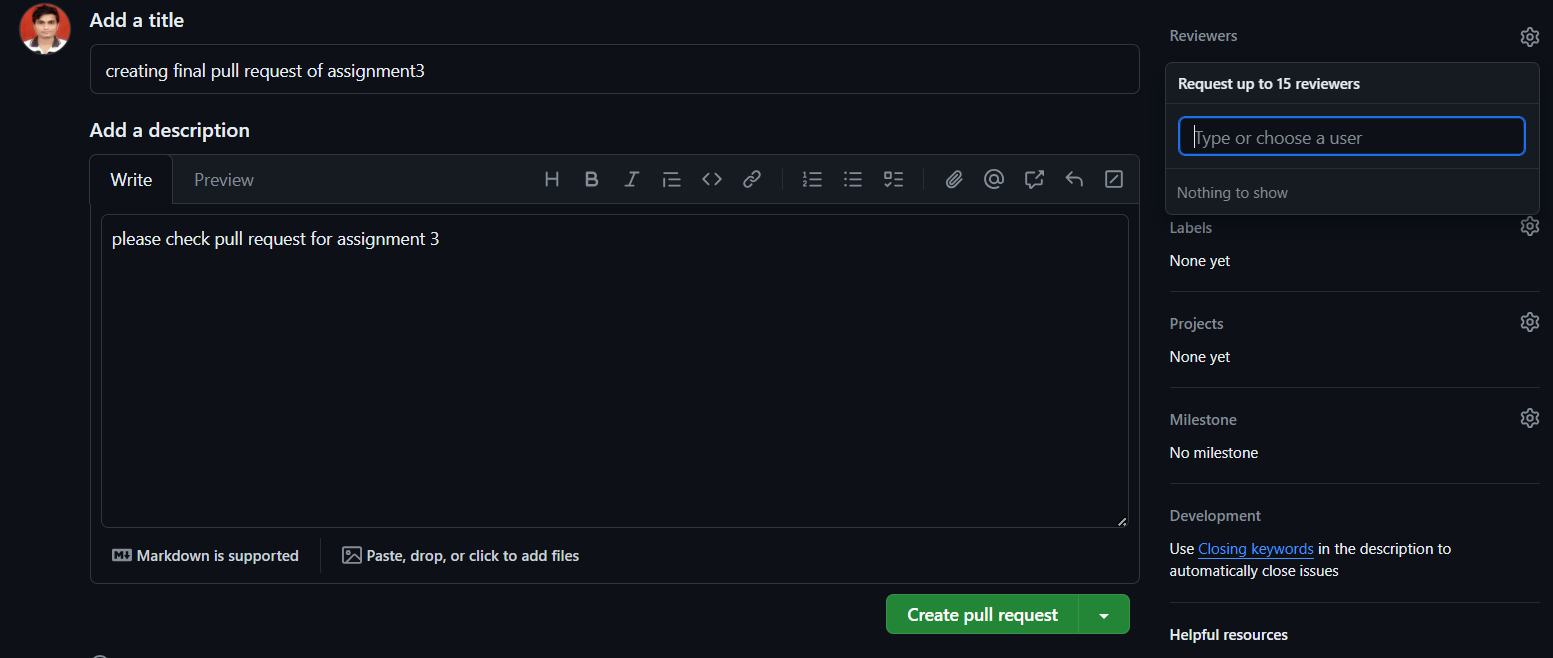 Add a title
creating final pull request of assignment3
Add a description
Write
Preview
please check pull request for assignment 3
Markdown is supported
Paste, drop, or click to add files
Create pull request
Reviewers
Request up to 15 reviewers
Type or choose a user
Nothing to show
Labels
None yet
Projects
None yet
Milestone
No milestone
Development
Use Closing keywords in the description to
automatically close issues
Helpful resources